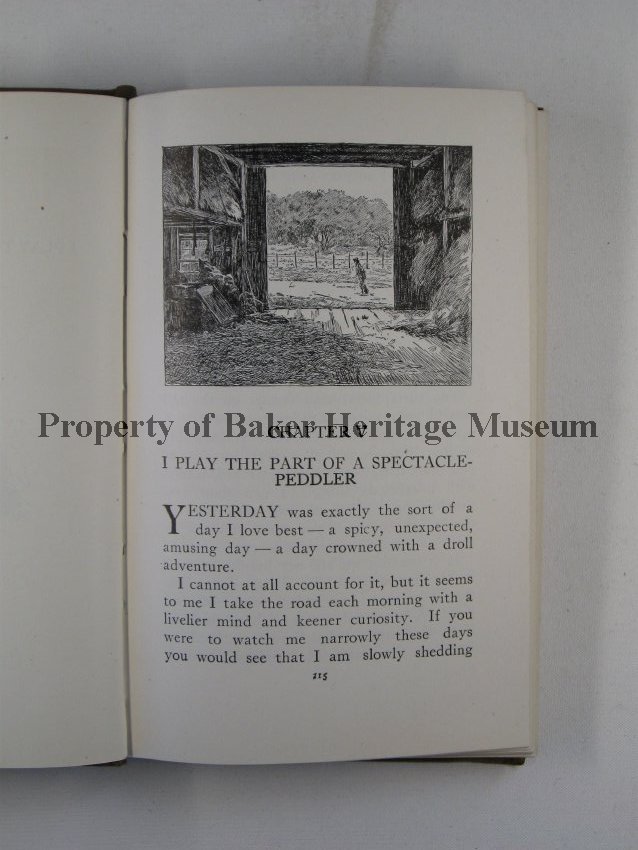 Property of Baker Heritage Museum
CHAPTER V
I PLAY THE PART OF A SPECTACLE-
PEDDLER
YESTERDAY was exactly the sort of a
day I love best — a spicy, unexpected,
amusing day — a day crowned with a droll
adventure.
I cannot at all account for it, but it seems
to me I take the road each morning with a
livelier mind and keener curiosity. If you
were to watch me narrowly these days
you would see that I am slowly shedding
115